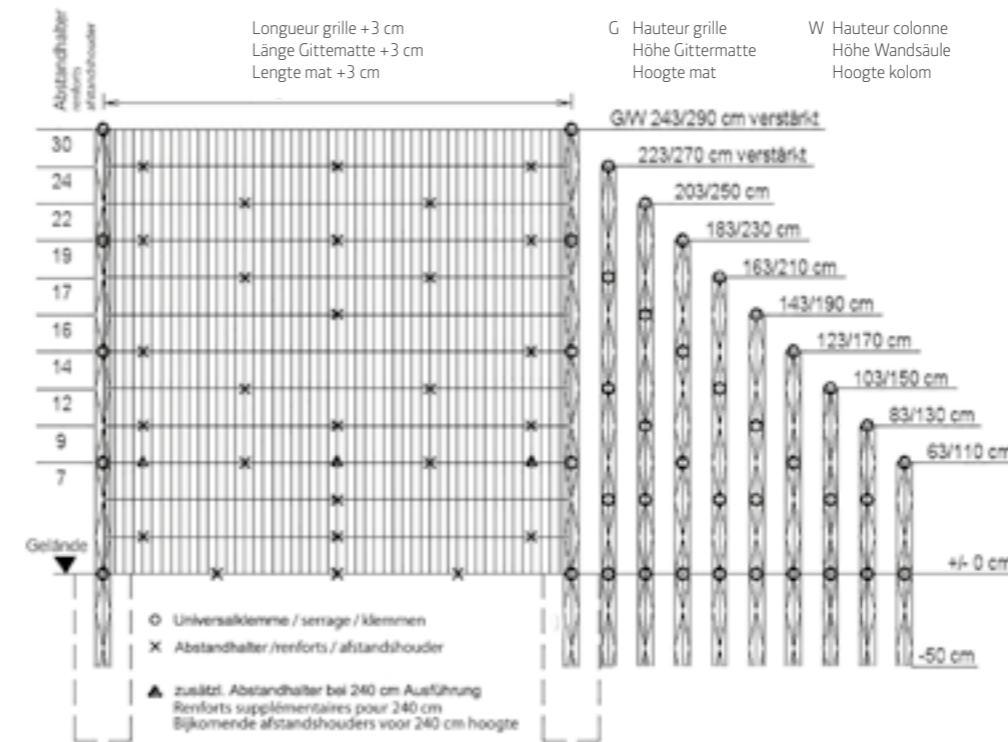 Abstandhalter
renforts
afstandshouder
Longueur grille +3 cm
Länge Gittematte +3 cm
Lengte mat +3 cm
G Hauteur grille
Höhe Gittermatte
Hoogte mat
W Hauteur colonne
Höhe Wandsäule
Hoogte kolom
30
24
22
19
17
16
14
12
9
7
G/W 243/290 cm verstärkt
223/270 cm verstärkt
203/250 cm
183/230 cm
163/210 cm
143/190 cm
123/170 cm
103/150 cm
83/130 cm
63/110 cm
Gelände
+/- 0 cm
-50 cm
Universalklemme / serrage / klemmen
Abstandhalter /renforts / afstandshouder
zusätzl. Abstandhalter bei 240 cm Ausführung
Renforts supplémentaires pour 240 cm
Bijkomende afstandshouders voor 240 cm hoogte